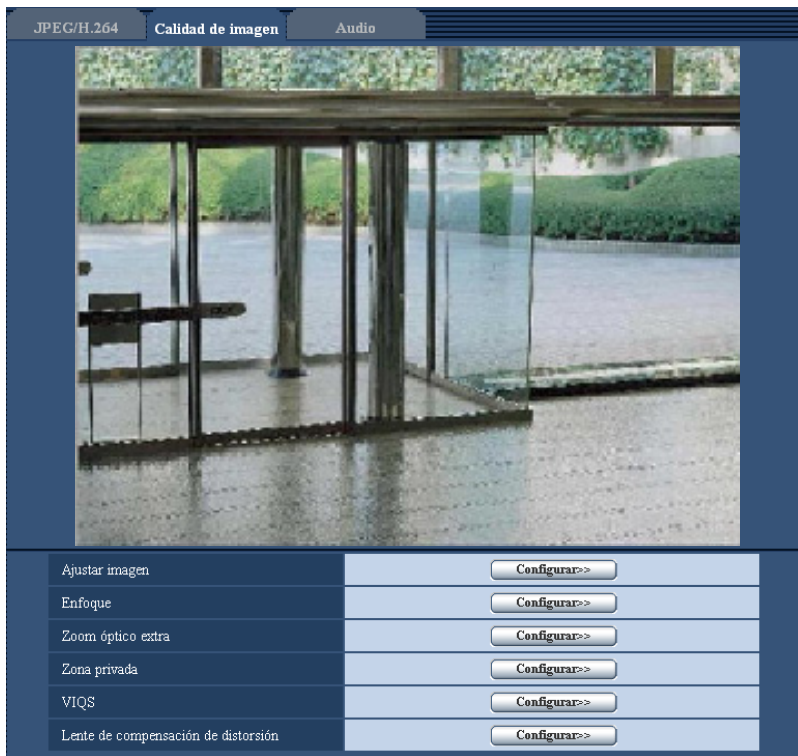 JPEG/H.264 Calidad de imagen Audio
Ajustar imagen Configurar>>
Enfoque Configurar>>
Zoom óptico extra Configurar>>
Zona privada Configurar>>
VIQS Configurar>>
Lente de compensación de distorsión Configurar>>